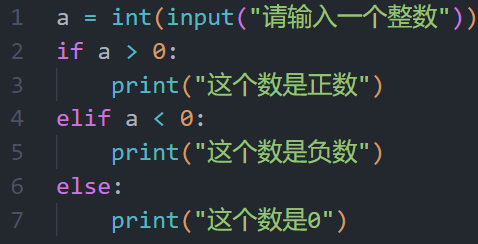 1 a = int(input("请输入一个整数"))
2 if a > 0:
3     print("这个数是正数")
4 elif a < 0:
5     print("这个数是负数")
6 else:
7     print("这个数是0")